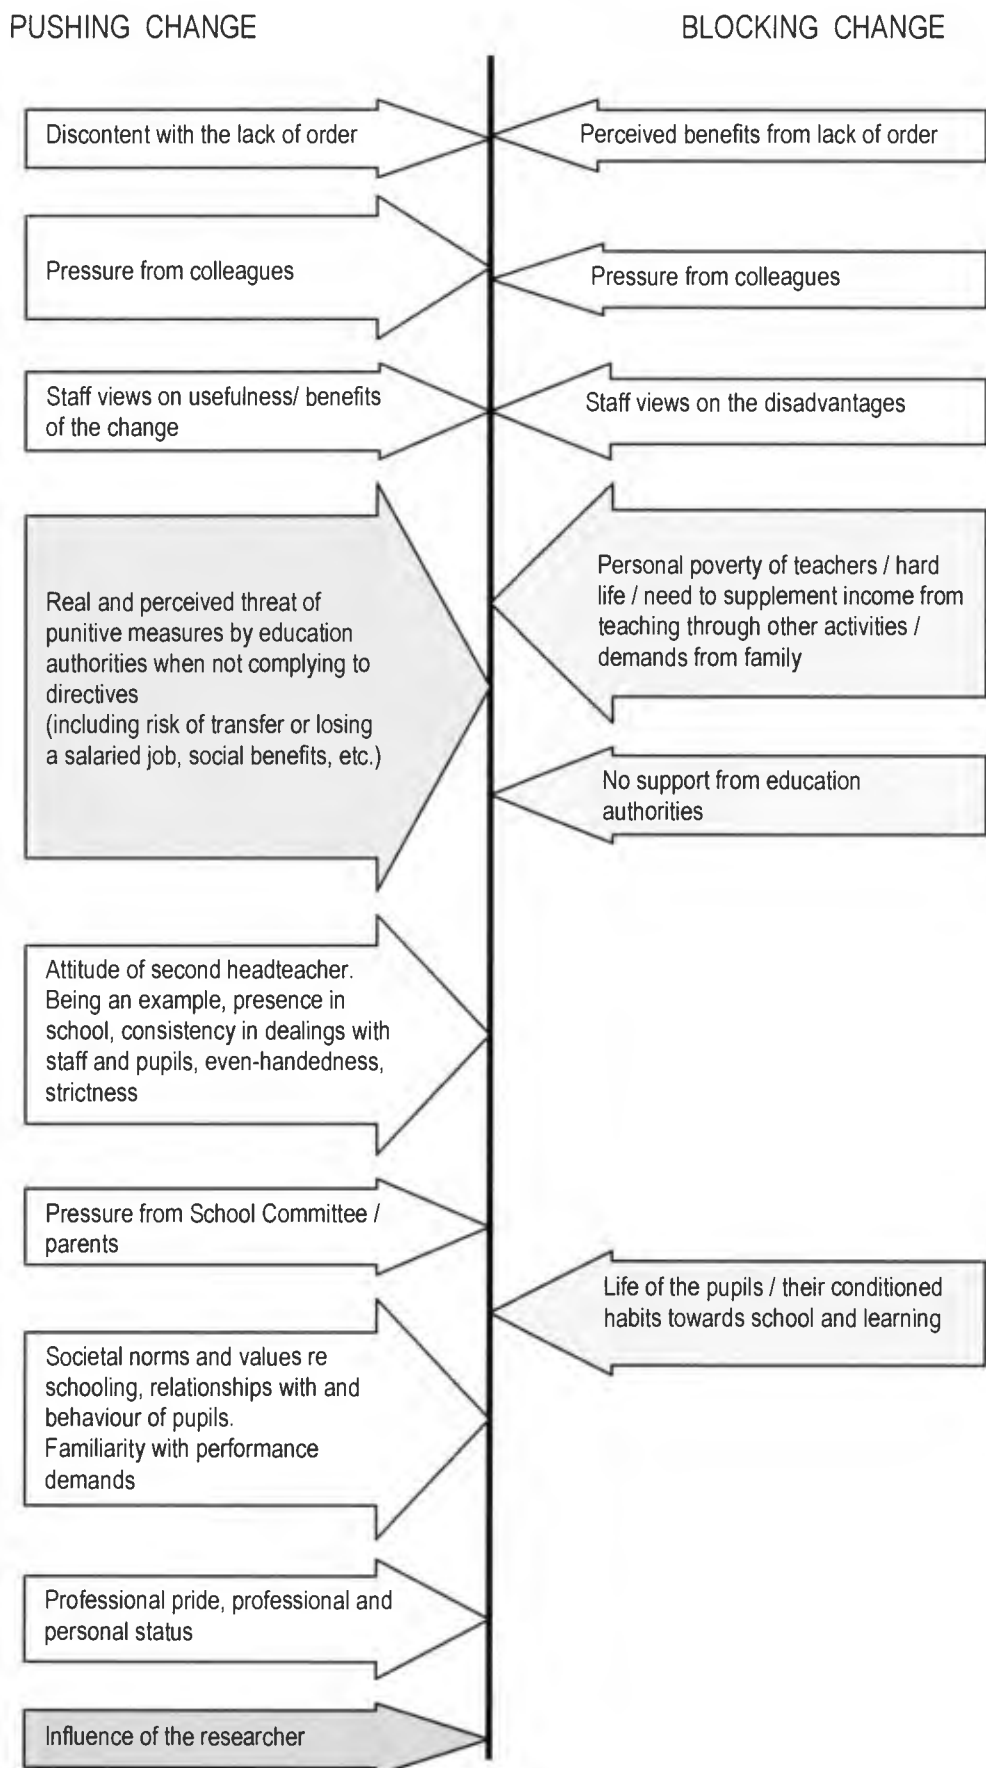 PUSHING CHANGE
BLOCKING CHANGE
Discontent with the lack of order
Perceived benefits from lack of order
Pressure from colleagues
Pressure from colleagues
Staff views on usefulness/ benefits
of the change
Staff views on the disadvantages
Real and perceived threat of
punitive measures by education
authorities when not complying to
directives
(including risk of transfer or losing
a salaried job, social benefits, etc.)
Personal poverty of teachers / hard
life / need to supplement income from
teaching through other activities /
demands from family
No support from education
authorities
Attitude of second headteacher.
Being an example, presence in
school, consistency in dealings with
staff and pupils, even-handedness,
strictness
Pressure from School Committee /
parents
Life of the pupils / their conditioned
habits towards school and learning
Societal norms and values re
schooling, relationships with and
behaviour of pupils.
Familiarity with performance
demands
Professional pride, professional and
personal status
Influence of the researcher